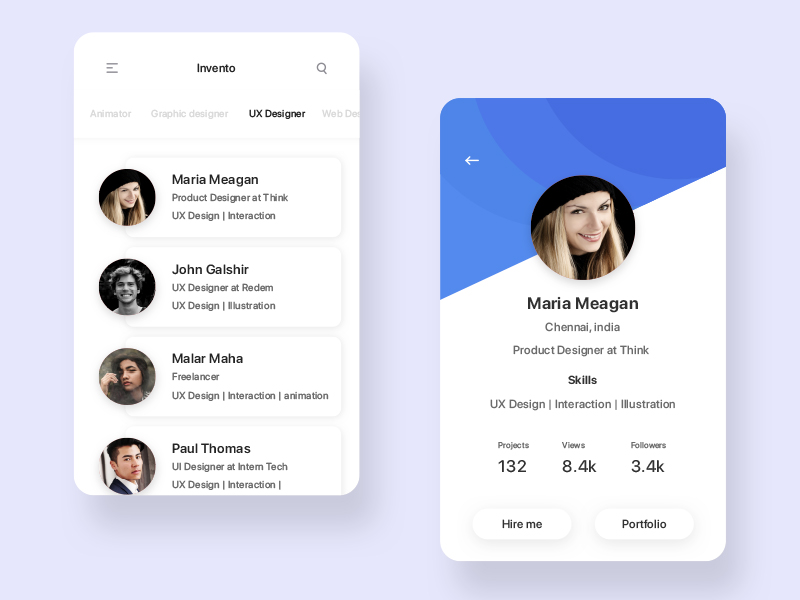 Invento
Animator Graphic designer UX Designer Web Des
Maria Meagan
Product Designer at Think
UX Design | Interaction
John Galshir
UX Designer at Redem
UX Design | Illustration
Malar Maha
Freelancer
UX Design | Interaction | animation
Paul Thomas
UI Designer at Intern Tech
UX Design | Interaction |
Maria Meagan
Chennai, india
Product Designer at Think
Skills
UX Design | Interaction | Illustration
Projects Views Followers
132 8.4k 3.4k
Hire me Portfolio